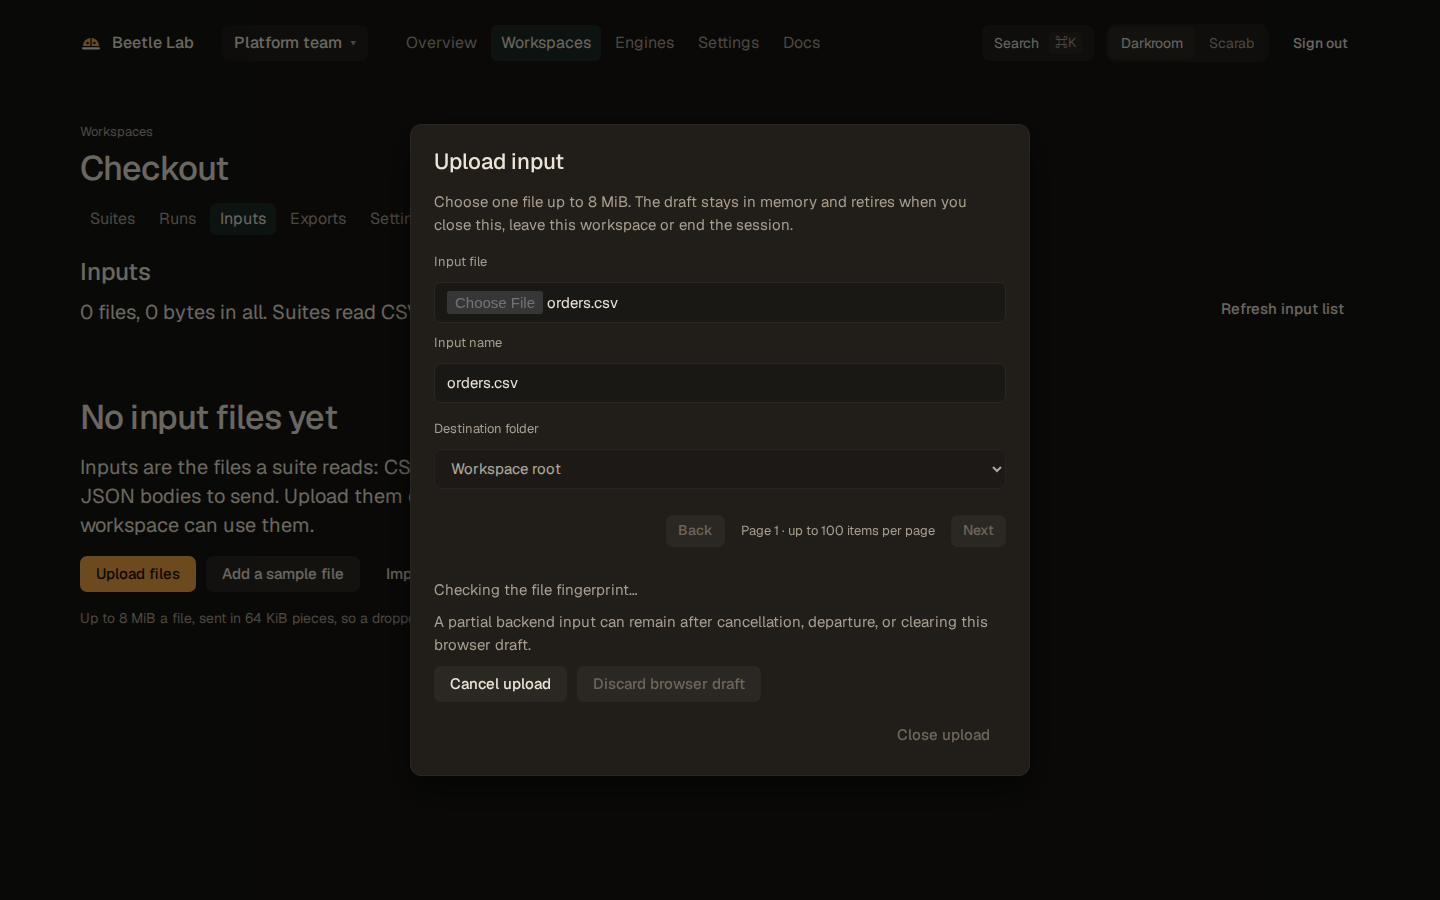 Beetle Lab
Platform team
Overview
Workspaces
Engines
Settings
Docs
Search ⌘K
Darkroom
Scarab
Sign out
Workspaces
Checkout
Suites
Runs
Inputs
Exports
Settin
Inputs
0 files, 0 bytes in all. Suites read CSV
Refresh input list
No input files yet
Inputs are the files a suite reads: CS
JSON bodies to send. Upload them
workspace can use them.
Upload files
Add a sample file
Imp
Up to 8 MiB a file, sent in 64 KiB pieces, so a droppe
Upload input
Choose one file up to 8 MiB. The draft stays in memory and retires when you
close this, leave this workspace or end the session.
Input file
Choose File orders.csv
Input name
orders.csv
Destination folder
Workspace root
Back
Page 1 · up to 100 items per page
Next
Checking the file fingerprint…
A partial backend input can remain after cancellation, departure, or clearing this
browser draft.
Cancel upload
Discard browser draft
Close upload